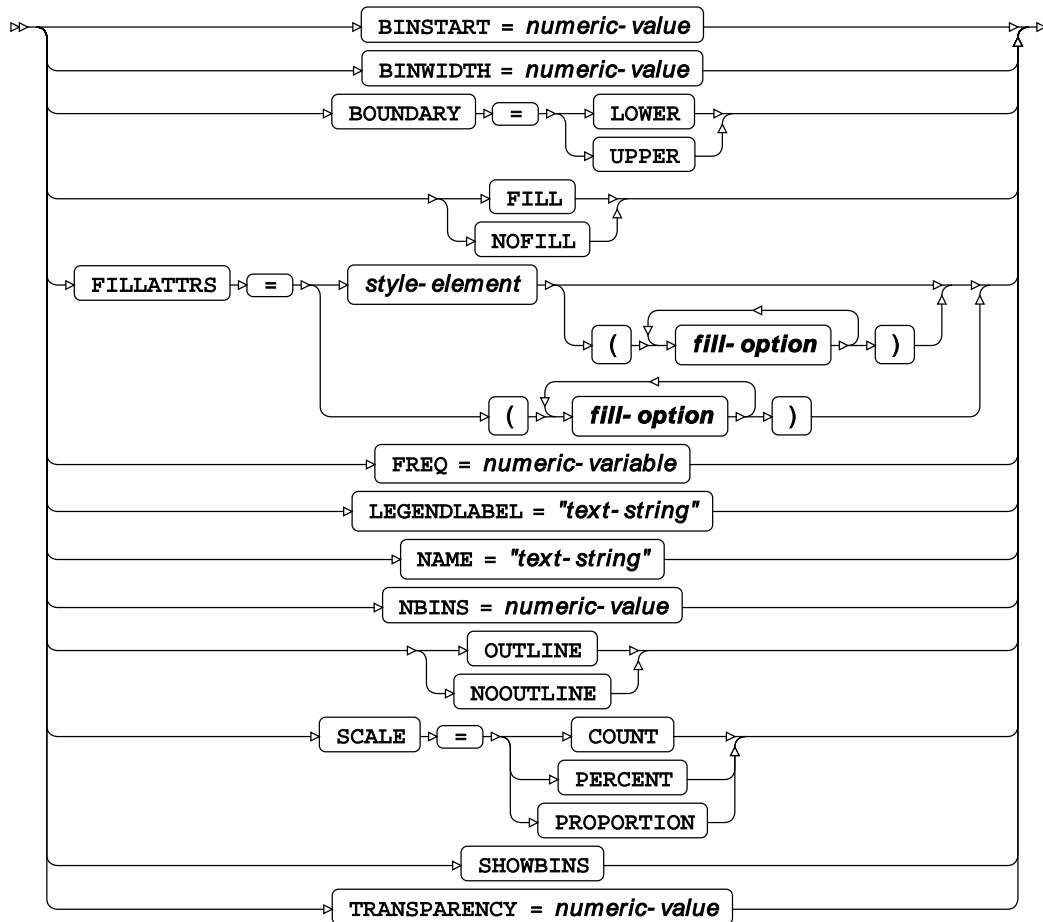 BINSTART = numeric-value
BINWIDTH = numeric-value
BOUNDARY = LOWER
UPPER
FILL
NOFILL
FILLATTRS = style-element
( fill-option )
( fill-option )
FREQ = numeric-variable
LEGENDLABEL = "text-string"
NAME = "text-string"
NBINS = numeric-value
OUTLINE
NOOUTLINE
SCALE = COUNT
PERCENT
PROPORTION
SHOWBINS
TRANSPARENCY = numeric-value